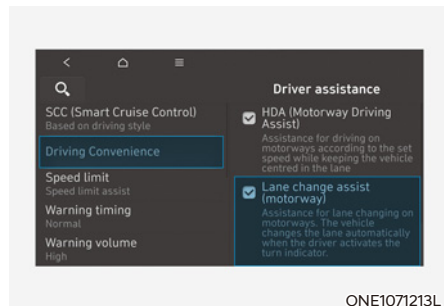 Driver assistance
SCC (Smart Cruise Control)
Based on driving style
Driving Convenience
Speed limit
Speed limit assist
Warning timing
Normal
Warning volume
High
HDA (Motorway Driving
Assist)
Assistance for driving on
motorways according to the set
speed while keeping the vehicle
centred in the lane
Lane change assist
(motorway)
Assistance for lane changing on
motorways. The vehicle
changes the lane automatically
when the driver activates the
turn indicator.
ONE1071213L